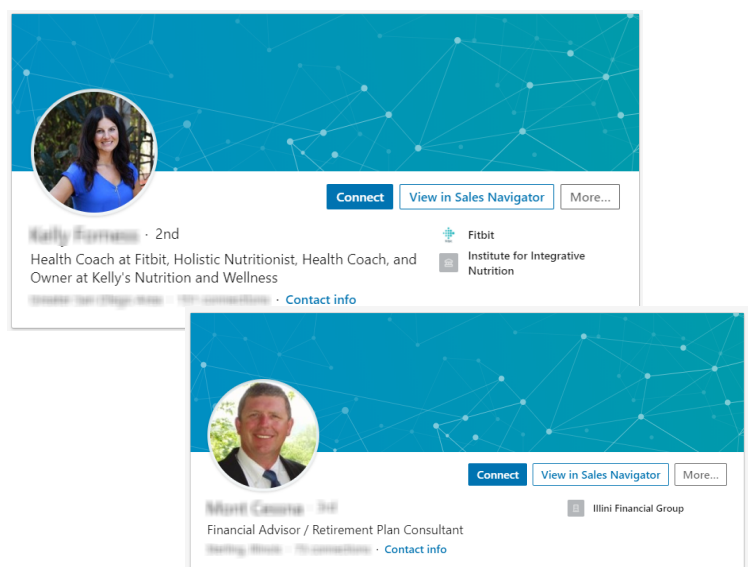 Connect
View in Sales Navigator
More...
· 2nd
Fitbit
Health Coach at Fitbit, Holistic Nutritionist, Health Coach, and
Owner at Kelly's Nutrition and Wellness
Institute for Integrative
Nutrition
· Contact info
Connect
View in Sales Navigator
More...
Illini Financial Group
Financial Advisor / Retirement Plan Consultant
· Contact info